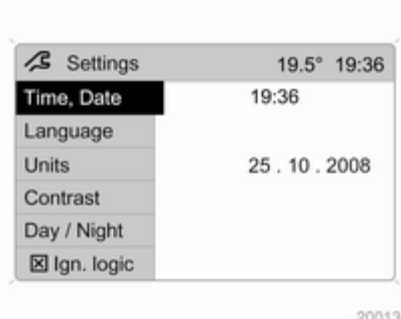 Settings 19.5° 19:36
Time, Date 19:36
Language
Units 25 . 10 . 2008
Contrast
Day / Night
Ign. logic
20013